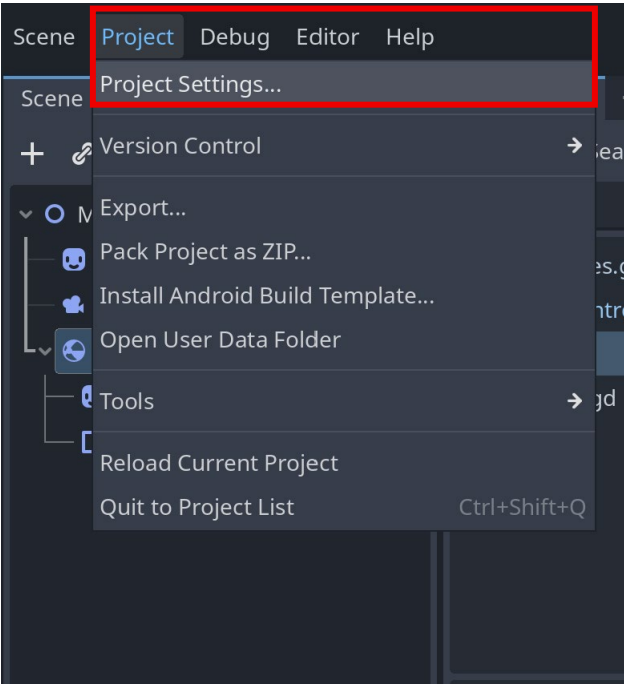 Scene Project Debug Editor Help
Project Settings...
Scene
Version Control
Export...
Pack Project as ZIP...
Install Android Build Template...
Open User Data Folder
Tools
gd
Reload Current Project
Quit to Project List Ctrl+Shift+Q